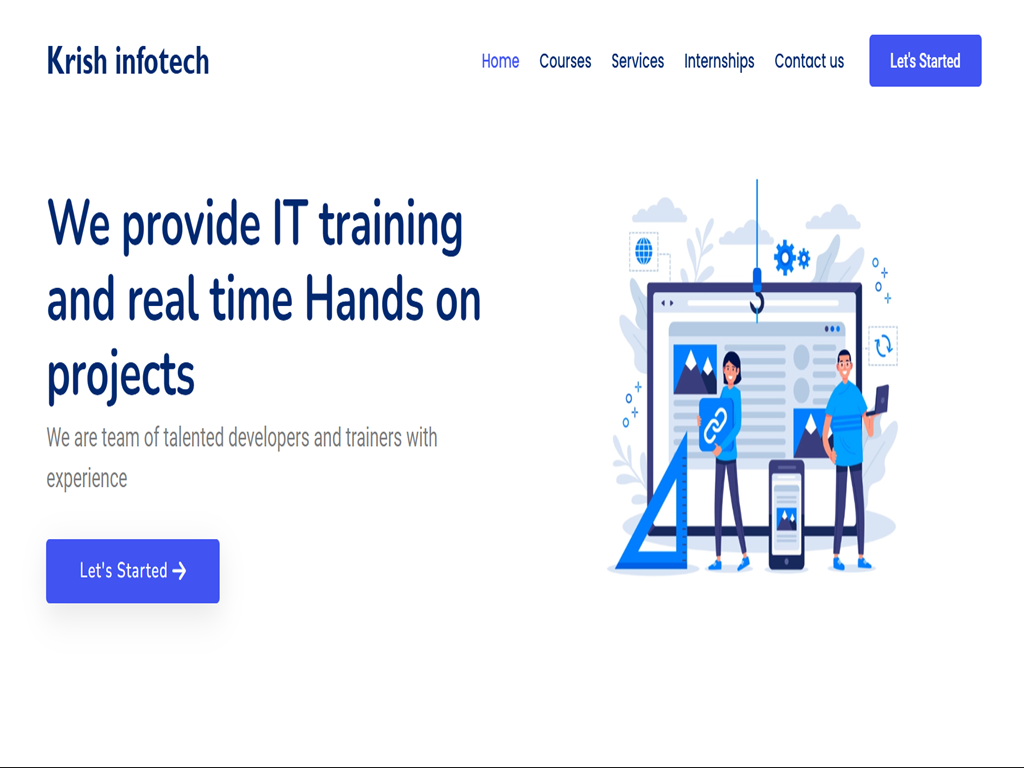 Krish infotech
Home Courses Services Internships Contact us Let's Started
We provide IT training
and real time Hands on
projects
We are team of talented developers and trainers with
experience
Let's Started →